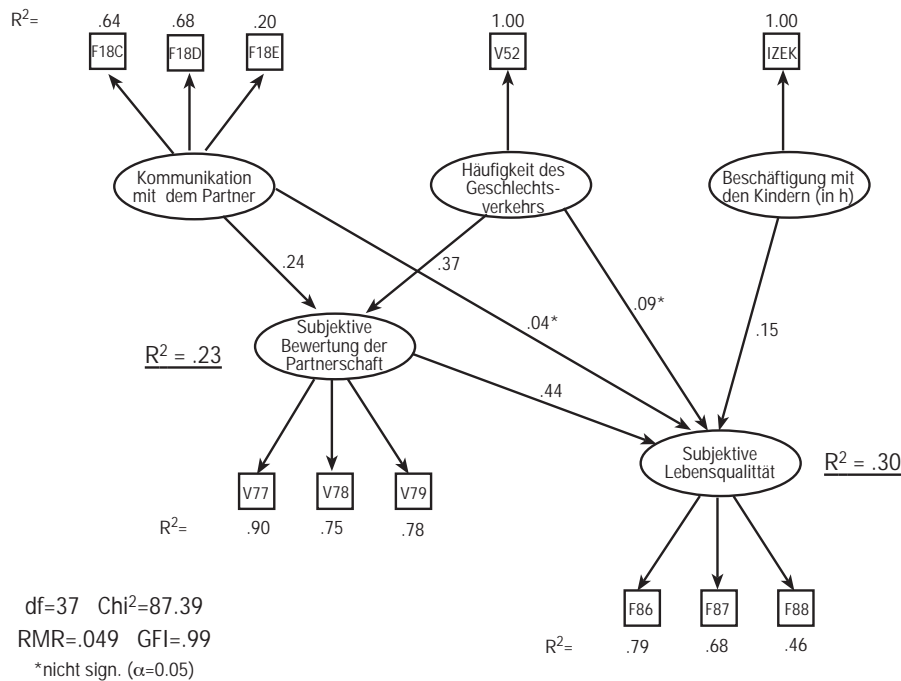 R²= .64 .68 .20 1.00 1.00
F18C F18D F18E V52 IZEK
Kommunikation
mit dem Partner
Häufigkeit des
Geschlechts-
verkehrs
Beschäftigung mit
den Kindern (in h)
.24
.37
.04*
.09*
.15
Subjektive
Bewertung der
Partnerschaft
R² = .23
.44
Subjektive
Lebensqualittät
R² = .30
V77 V78 V79
R²= .90 .75 .78
F86 F87 F88
R²= .79 .68 .46
df=37 Chi²=87.39
RMR=.049 GFI=.99
*nicht sign. (α=0.05)